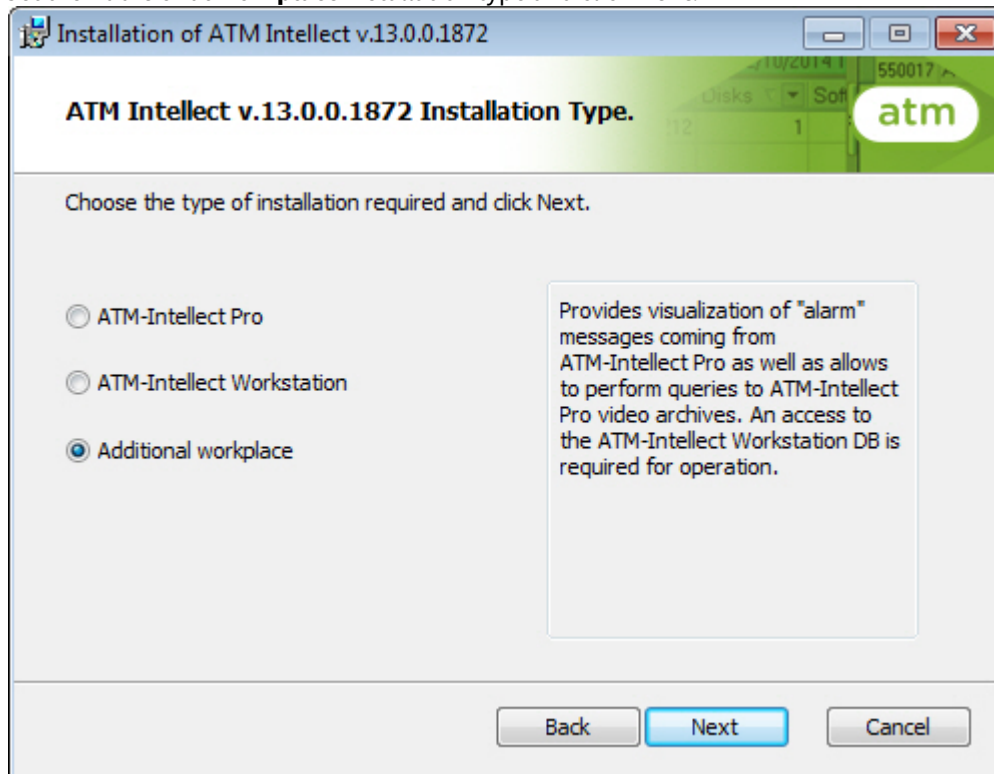 Installation of ATM Intellect v.13.0.0.1872
ATM Intellect v.13.0.0.1872 Installation Type.
550017
Disks
1
atm
Choose the type of installation required and click Next.
ATM-Intellect Pro
ATM-Intellect Workstation
Additional workplace
Provides visualization of "alarm"
messages coming from
ATM-Intellect Pro as well as allows
to perform queries to ATM-Intellect
Pro video archives. An access to
the ATM-Intellect Workstation DB is
required for operation.
Back
Next
Cancel